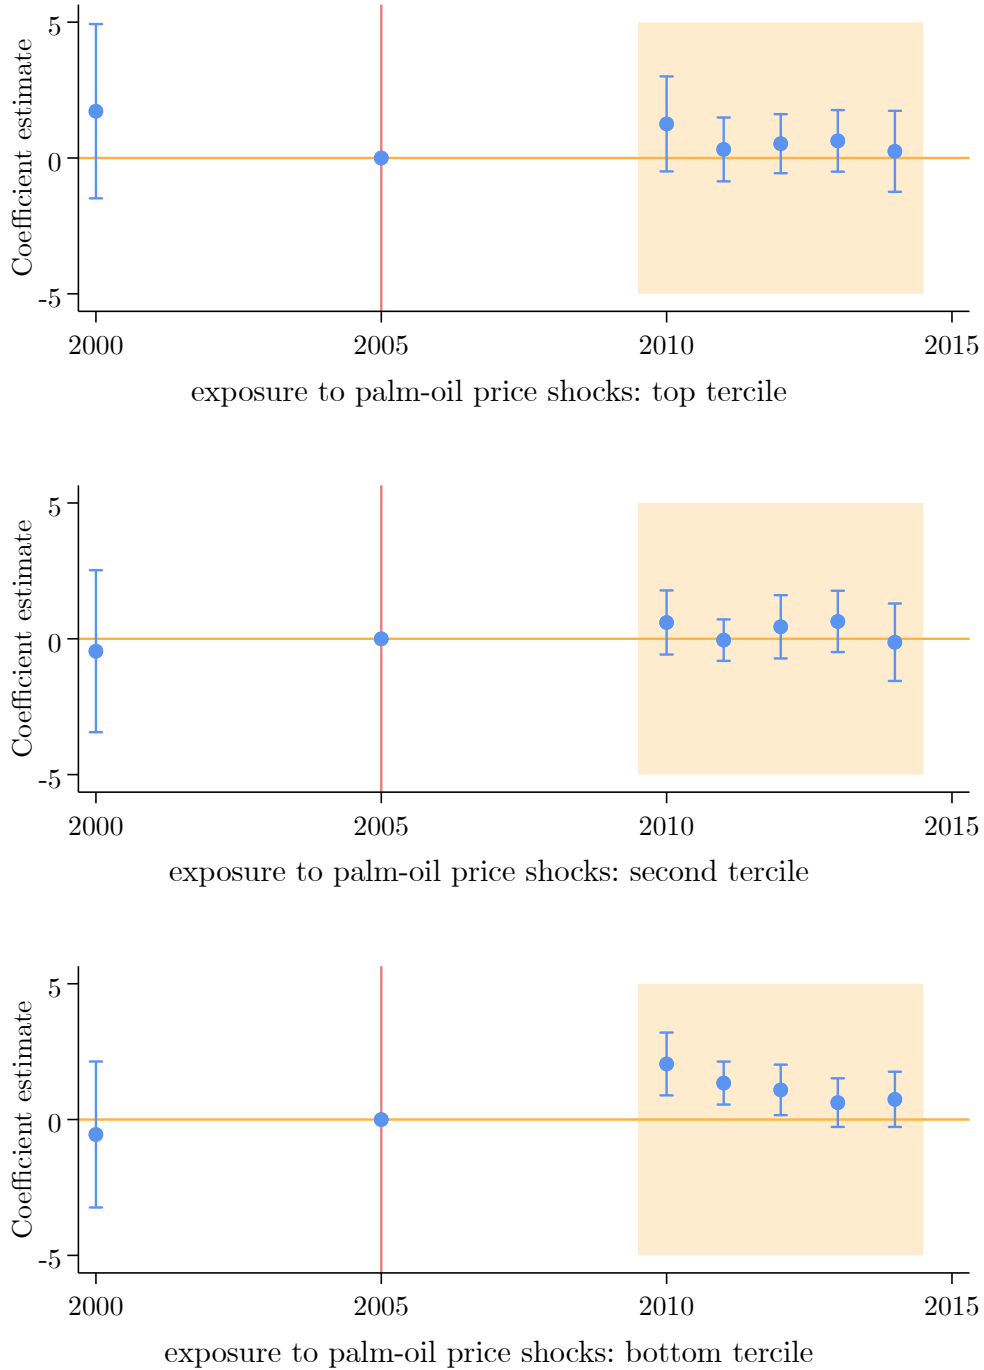 5
0
-5
Coefficient estimate
2000 2005 2010 2015
exposure to palm-oil price shocks: top tercile
5
0
-5
Coefficient estimate
2000 2005 2010 2015
exposure to palm-oil price shocks: second tercile
5
0
-5
Coefficient estimate
2000 2005 2010 2015
exposure to palm-oil price shocks: bottom tercile